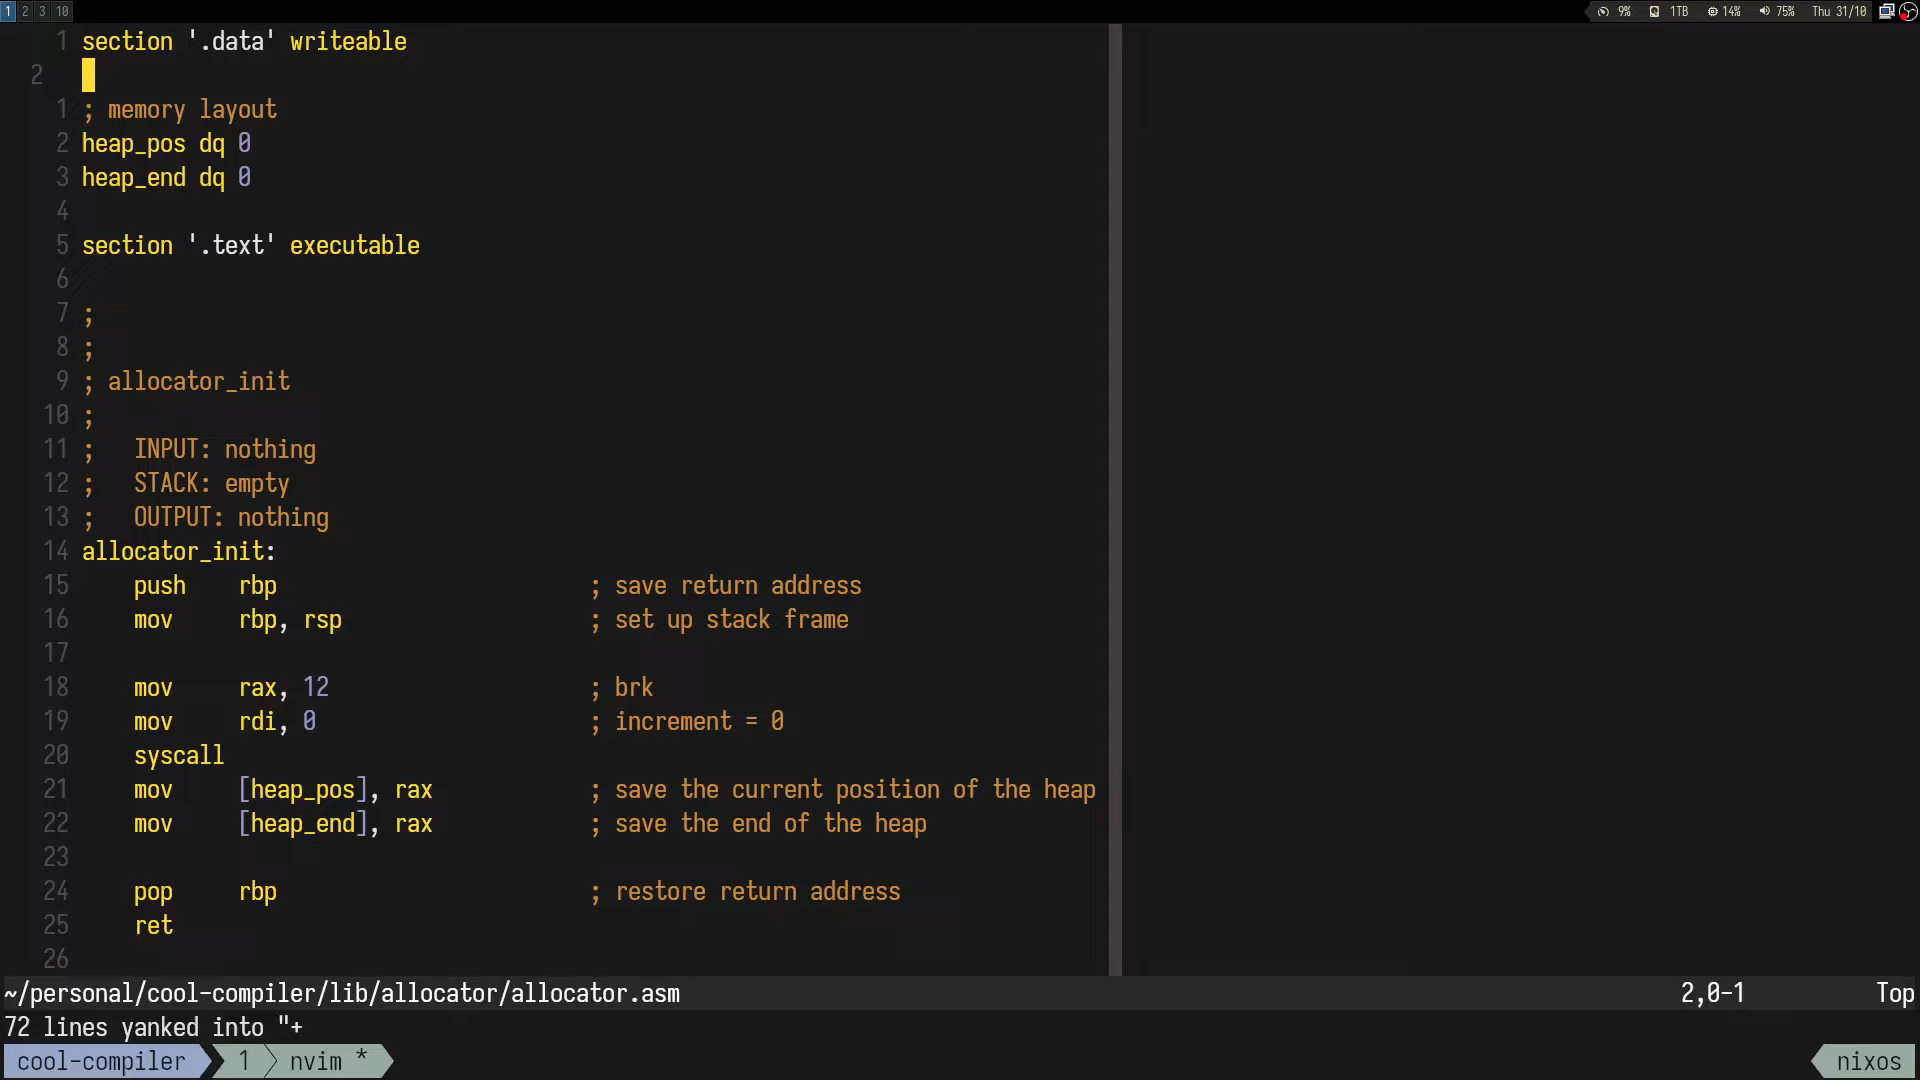 1 2 3 10 9% 1TB 14% 75% Thu 31/10
1 section '.data' writeable
2
1 ; memory layout
2 heap_pos dq 0
3 heap_end dq 0
4
5 section '.text' executable
6
7 ;
8 ;
9 ; allocator_init
10 ;
11 ;   INPUT: nothing
12 ;   STACK: empty
13 ;   OUTPUT: nothing
14 allocator_init:
15     push    rbp                        ; save return address
16     mov     rbp, rsp                   ; set up stack frame
17
18     mov     rax, 12                    ; brk
19     mov     rdi, 0                     ; increment = 0
20     syscall
21     mov     [heap_pos], rax            ; save the current position of the heap
22     mov     [heap_end], rax            ; save the end of the heap
23
24     pop     rbp                        ; restore return address
25     ret
26
~/personal/cool-compiler/lib/allocator/allocator.asm 2,0-1 Top
72 lines yanked into "+
cool-compiler 1 nvim * nixos